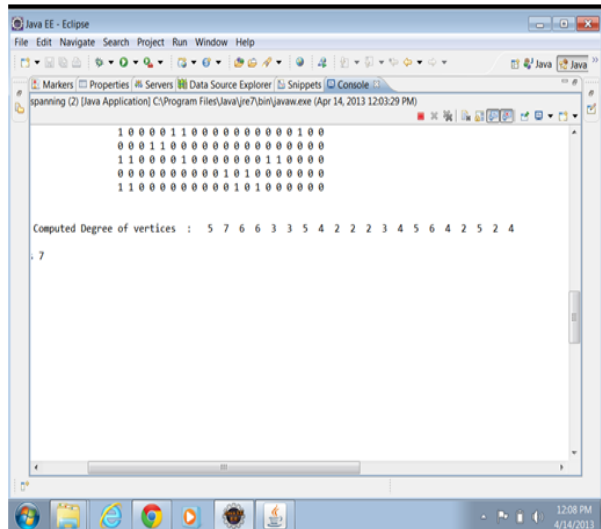 Java EE - Eclipse
File Edit Navigate Search Project Run Window Help
Java Java
Markers Properties Servers Data Source Explorer Snippets Console
spanning (2) [Java Application] C:\Program Files\Java\jre7\bin\javaw.exe (Apr 14, 2013 12:03:29 PM)
1 0 0 0 0 1 1 0 0 0 0 0 0 0 0 0 0 1 0 0
0 0 0 1 1 0 0 0 0 0 0 0 0 0 0 0 0 0 0 0
1 1 0 0 0 0 1 0 0 0 0 0 0 0 1 1 0 0 0 0
0 0 0 0 0 0 0 0 0 0 1 0 1 0 0 0 0 0 0 0
1 1 0 0 0 0 0 0 0 0 0 1 0 1 0 0 0 0 0 0
Computed Degree of vertices : 5 7 6 6 3 3 5 4 2 2 2 3 4 5 6 4 2 5 2 4
. 7
12:08 PM
4/14/2013